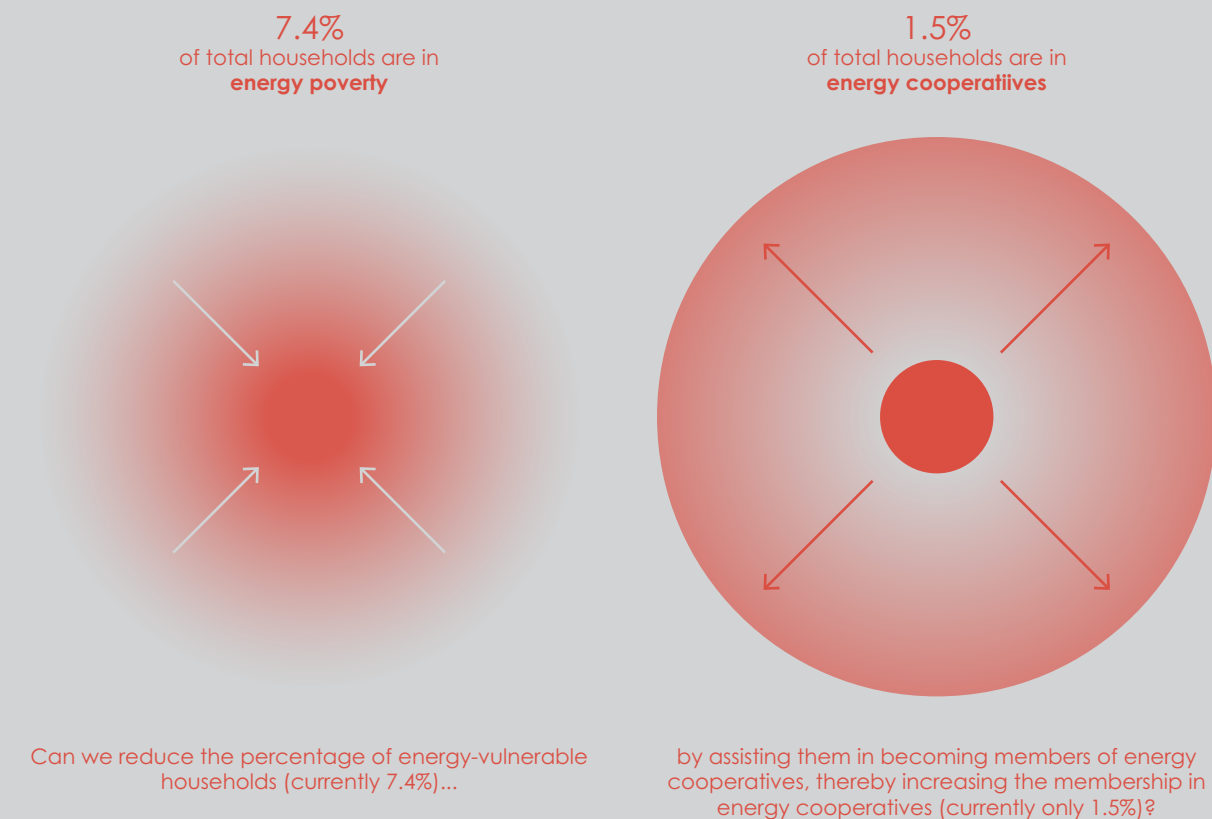 7.4%
of total households are in
energy poverty
1.5%
of total households are in
energy cooperatiives
Can we reduce the percentage of energy-vulnerable
households (currently 7.4%)...
by assisting them in becoming members of energy
cooperatives, thereby increasing the membership in
energy cooperatives (currently only 1.5%)?